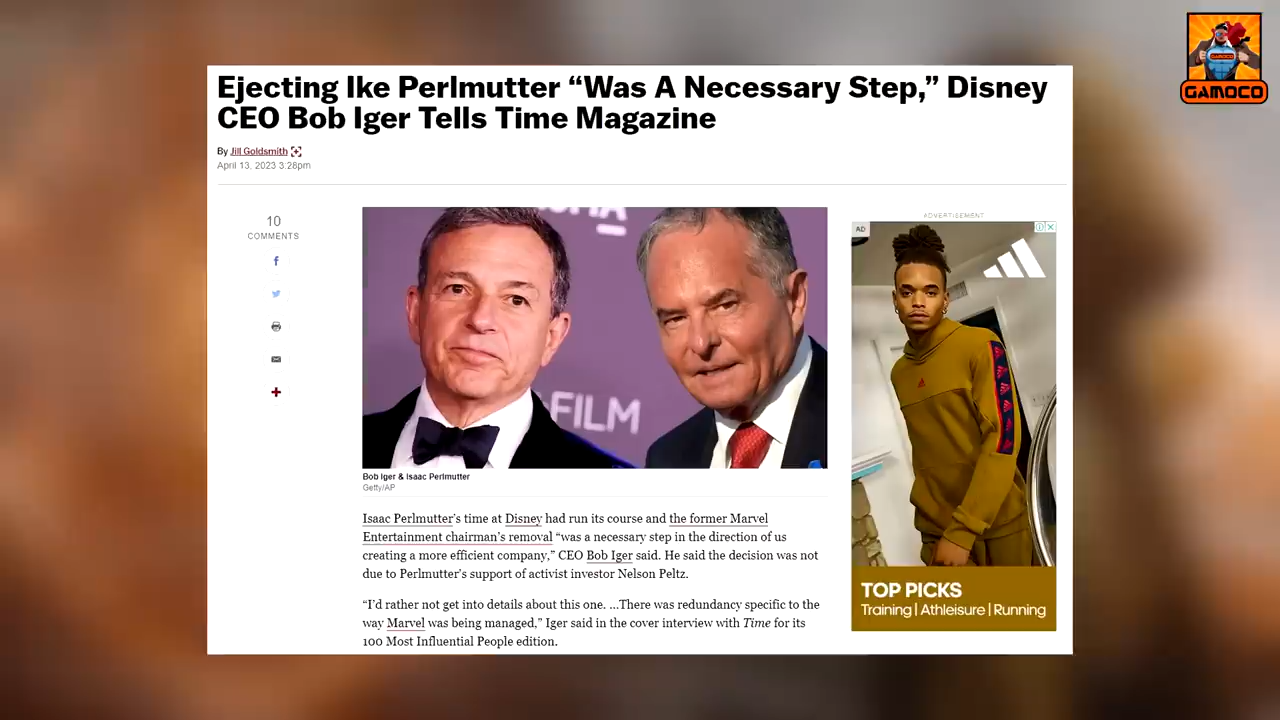 GAMOCO
GAMOCO
Ejecting Ike Perlmutter “Was A Necessary Step,” Disney
CEO Bob Iger Tells Time Magazine
By Jill Goldsmith
April 13, 2023 3:28pm
10
COMMENTS
FILM
Bob Iger & Isaac Perlmutter
Getty/AP
Isaac Perlmutter’s time at Disney had run its course and the former Marvel
Entertainment chairman’s removal “was a necessary step in the direction of us
creating a more efficient company,” CEO Bob Iger said. He said the decision was not
due to Perlmutter’s support of activist investor Nelson Peltz.
“I’d rather not get into details about this one. …There was redundancy specific to the
way Marvel was being managed,” Iger said in the cover interview with Time for its
100 Most Influential People edition.
ADVERTISEMENT
AD
TOP PICKS
Training | Athleisure | Running